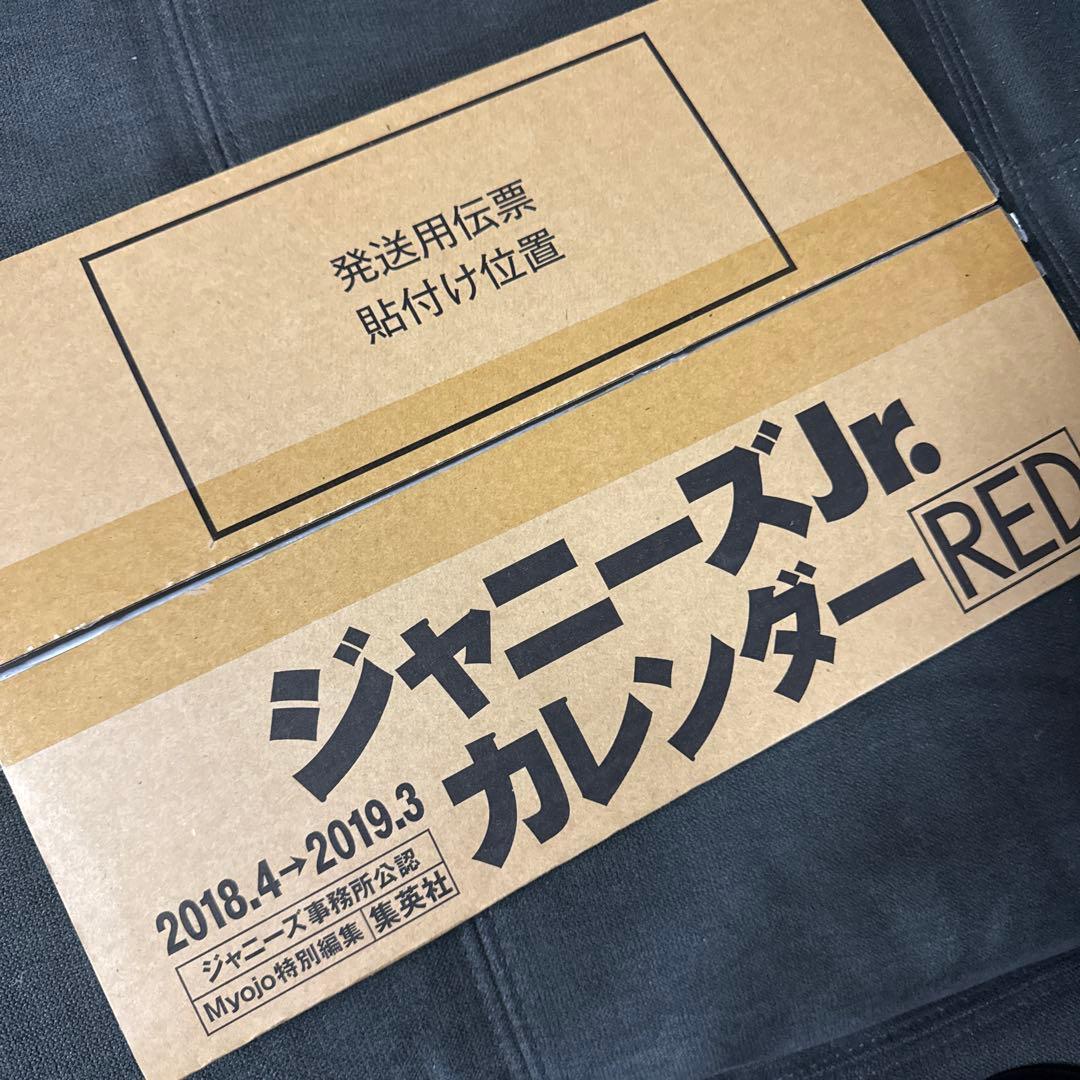 発送用伝票
貼付け位置
ジャニーズJr.
カレンダー RED
2018.4→2019.3
ジャニーズ事務所公認
Myojo特別編集 集英社